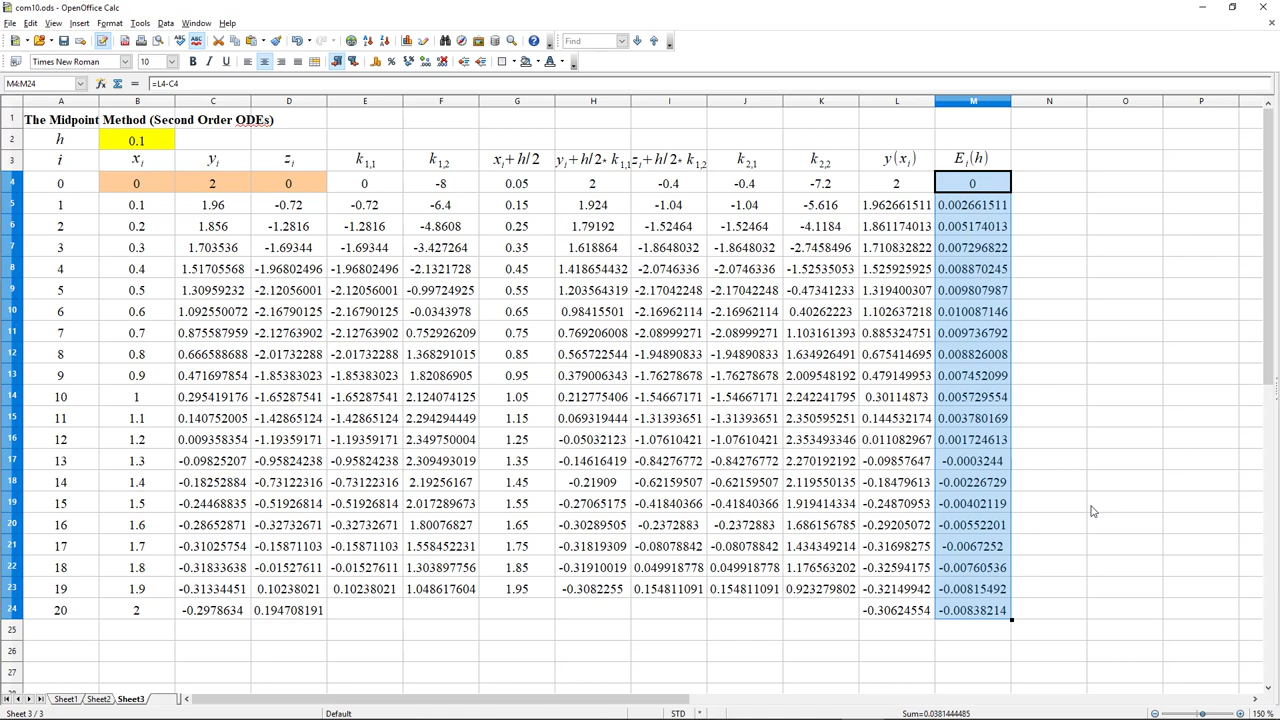 com10.ods - OpenOffice Calc
File Edit View Insert Format Tools Data Window Help
Find
Times New Roman 10 B I U
M4:M24 =L4-C4
A B C D E F G H I J K L M N O P
1 The Midpoint Method (Second Order ODEs)
2 h 0.1
3 i x_i y_i z_i k_1,1 k_1,2 x_i+h/2 y_i+h/2*k_1,1 z_i+h/2*k_1,2 k_2,1 k_2,2 y(x_i) E_i(h)
4 0 0 2 0 0 -8 0.05 2 -0.4 -0.4 -7.2 2 0
5 1 0.1 1.96 -0.72 -0.72 -6.4 0.15 1.924 -1.04 -1.04 -5.616 1.962661511 0.002661511
6 2 0.2 1.856 -1.2816 -1.2816 -4.8608 0.25 1.79192 -1.52464 -1.52464 -4.1184 1.861174013 0.005174013
7 3 0.3 1.703536 -1.69344 -1.69344 -3.427264 0.35 1.618864 -1.8648032 -1.8648032 -2.7458496 1.710832822 0.007296822
8 4 0.4 1.51705568 -1.96802496 -1.96802496 -2.1321728 0.45 1.418654432 -2.0746336 -2.0746336 -1.52535053 1.525925925 0.008870245
9 5 0.5 1.30959232 -2.12056001 -2.12056001 -0.99724925 0.55 1.203564319 -2.17042248 -2.17042248 -0.47341233 1.319400307 0.009807987
10 6 0.6 1.092550072 -2.16790125 -2.16790125 -0.0343978 0.65 0.98415501 -2.16962114 -2.16962114 0.40262223 1.102637218 0.010087146
11 7 0.7 0.875587959 -2.12763902 -2.12763902 0.752926209 0.75 0.769206008 -2.08999271 -2.08999271 1.103161393 0.885324751 0.009736792
12 8 0.8 0.666588688 -2.01732288 -2.01732288 1.368291015 0.85 0.565722544 -1.94890833 -1.94890833 1.634926491 0.675414695 0.008826008
13 9 0.9 0.471697854 -1.85383023 -1.85383023 1.82086905 0.95 0.379006343 -1.76278678 -1.76278678 2.009548192 0.479149953 0.007452099
14 10 1 0.295419176 -1.65287541 -1.65287541 2.124074125 1.05 0.212775406 -1.54667171 -1.54667171 2.242241795 0.30114873 0.005729554
15 11 1.1 0.140752005 -1.42865124 -1.42865124 2.294294449 1.15 0.069319444 -1.31393651 -1.31393651 2.350595251 0.144532174 0.003780169
16 12 1.2 0.009358354 -1.19359171 -1.19359171 2.349750004 1.25 -0.05032123 -1.07610421 -1.07610421 2.353493346 0.011082967 0.001724613
17 13 1.3 -0.09825207 -0.95824238 -0.95824238 2.309493019 1.35 -0.14616419 -0.84276772 -0.84276772 2.270192192 -0.09857647 -0.0003244
18 14 1.4 -0.18252884 -0.73122316 -0.73122316 2.19256167 1.45 -0.21909 -0.62159507 -0.62159507 2.119550135 -0.18479613 -0.00226729
19 15 1.5 -0.24468835 -0.51926814 -0.51926814 2.017289673 1.55 -0.27065175 -0.41840366 -0.41840366 1.919414334 -0.24870953 -0.00402119
20 16 1.6 -0.28652871 -0.32732671 -0.32732671 1.80076827 1.65 -0.30289505 -0.2372883 -0.2372883 1.686156785 -0.29205072 -0.00552201
21 17 1.7 -0.31025754 -0.15871103 -0.15871103 1.558452231 1.75 -0.31819309 -0.08078842 -0.08078842 1.434349214 -0.31698275 -0.0067252
22 18 1.8 -0.31833638 -0.01527611 -0.01527611 1.303897756 1.85 -0.31910019 0.049918778 0.049918778 1.176563202 -0.32594175 -0.00760536
23 19 1.9 -0.31334451 0.10238021 0.10238021 1.048617604 1.95 -0.3082255 0.154811091 0.154811091 0.923279802 -0.32149942 -0.00815492
24 20 2 -0.2978634 0.194708191 -0.30624554 -0.00838214
25
26
27
Sheet1 Sheet2 Sheet3
Sheet 3 / 3 Default STD * Sum=0.0381444485 150 %